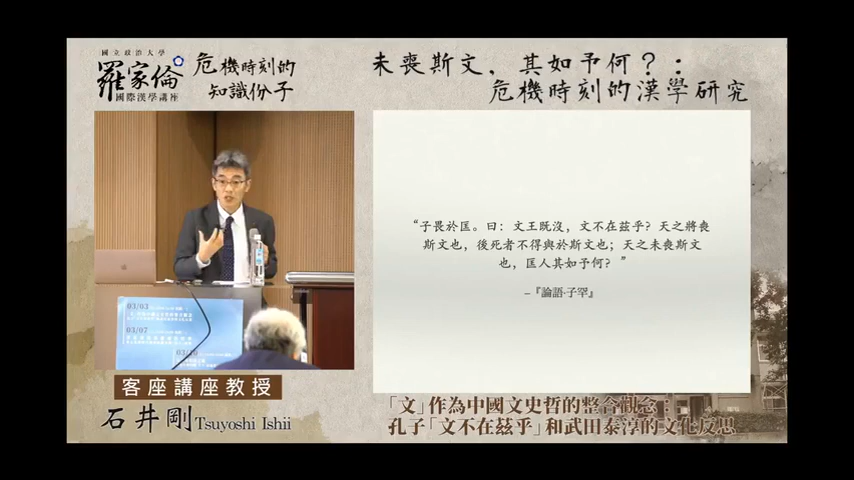 國立政治大學
羅家倫
國際漢學講座
危機時刻的
知識份子
未喪斯文，其如予何？：
危機時刻的漢學研究
“子畏於匡。曰：文王既沒，文不在茲乎？天之將喪
斯文也，後死者不得與於斯文也；天之未喪斯文
也，匡人其如予何？”
–『論語·子罕』
03/03
03/07
客座講座教授
石井剛 Tsuyoshi Ishii
「文」作為中國文史哲的整合觀念：
孔子「文不在茲乎」和武田泰淳的文化反思